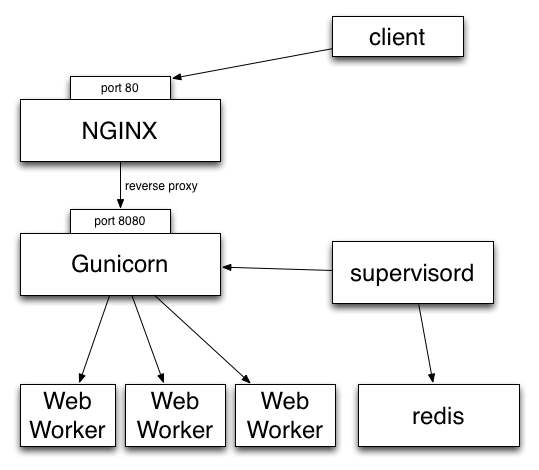 client
port 80
NGINX
reverse proxy
port 8080
Gunicorn
supervisord
Web
Worker
Web
Worker
Web
Worker
redis